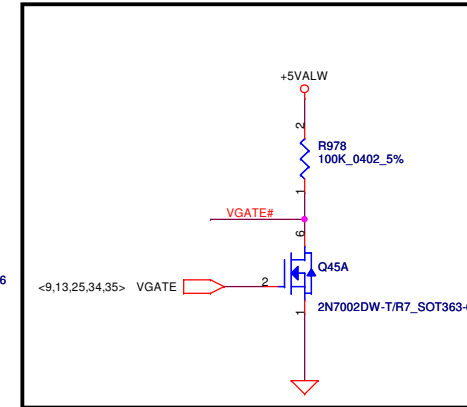 +5VALW
2
R978
100K_0402_5%
1
VGATE#
6
Q45A
6
<9,13,25,34,35> VGATE
2
2N7002DW-T/R7_SOT363-
1